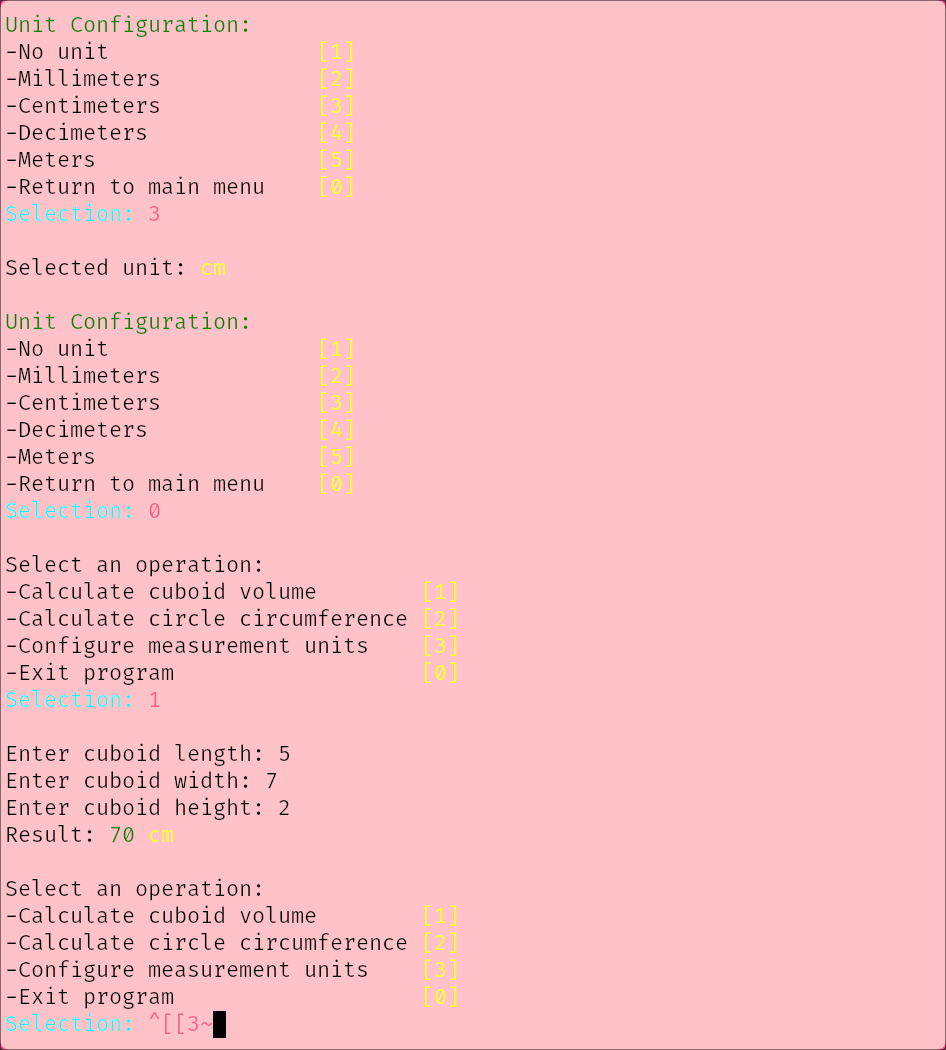 Unit Configuration:
-No unit                [1]
-Millimeters            [2]
-Centimeters            [3]
-Decimeters             [4]
-Meters                 [5]
-Return to main menu    [0]
Selection: 3

Selected unit: cm

Unit Configuration:
-No unit                [1]
-Millimeters            [2]
-Centimeters            [3]
-Decimeters             [4]
-Meters                 [5]
-Return to main menu    [0]
Selection: 0

Select an operation:
-Calculate cuboid volume        [1]
-Calculate circle circumference [2]
-Configure measurement units    [3]
-Exit program                   [0]
Selection: 1

Enter cuboid length: 5
Enter cuboid width: 7
Enter cuboid height: 2
Result: 70 cm

Select an operation:
-Calculate cuboid volume        [1]
-Calculate circle circumference [2]
-Configure measurement units    [3]
-Exit program                   [0]
Selection: ^[[3~